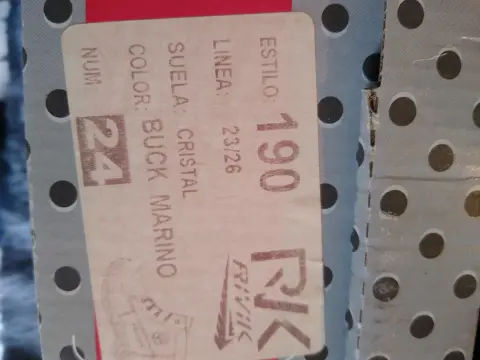 ESTILO: 190
LINEA: 23/26
SUELA: CRISTAL
COLOR: BUCK MARINO
NUM 24
RK
RIVIK